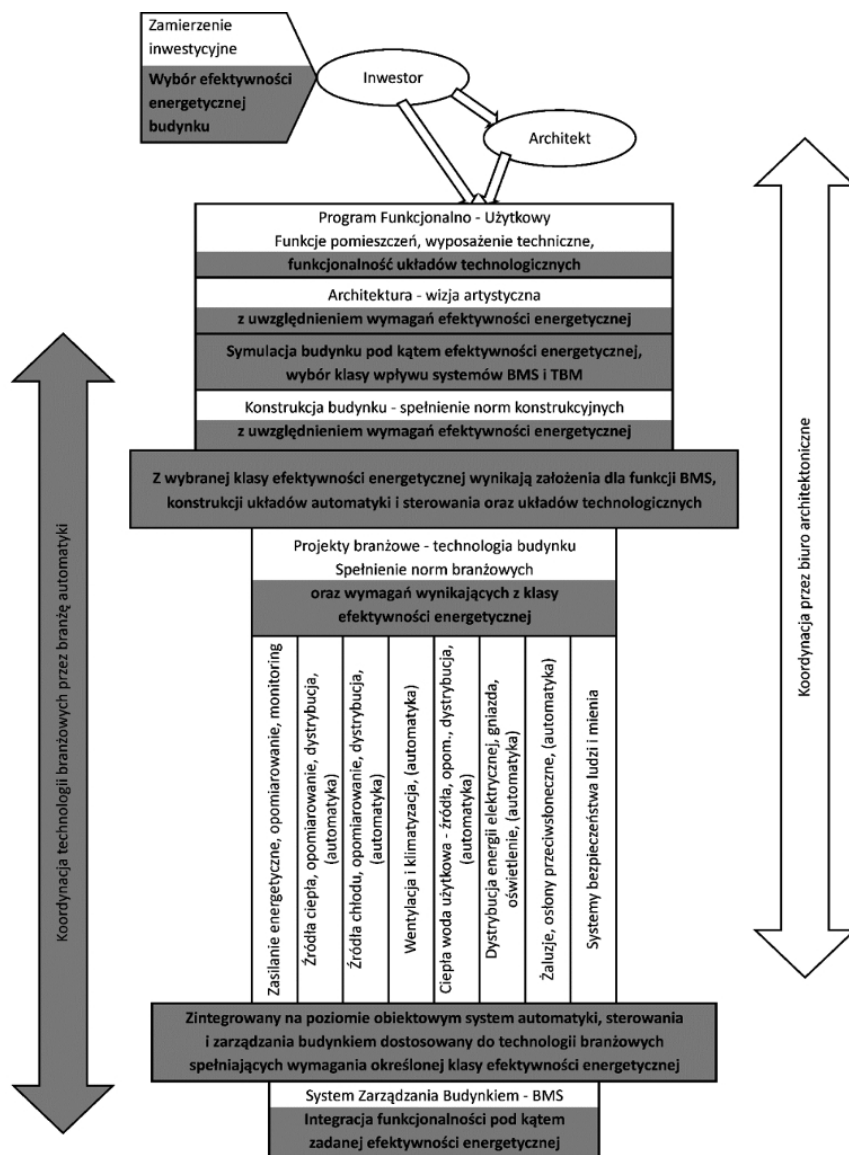 Zamierzenie
inwestycyjne
Wybór efektywności
energetycznej
budynku
Inwestor
Architekt
Program Funkcjonalno - Użytkowy
Funkcje pomieszczeń, wyposażenie techniczne,
funkcjonalność układów technologicznych
Architektura - wizja artystyczna
z uwzględnieniem wymagań efektywności energetycznej
Symulacja budynku pod kątem efektywności energetycznej,
wybór klasy wpływu systemów BMS i TBM
Konstrukcja budynku - spełnienie norm konstrukcyjnych
z uwzględnieniem wymagań efektywności energetycznej
Z wybranej klasy efektywności energetycznej wynikają założenia dla funkcji BMS,
konstrukcji układów automatyki i sterowania oraz układów technologicznych
Projekty branżowe - technologia budynku
Spełnienie norm branżowych
oraz wymagań wynikających z klasy
efektywności energetycznej
Zasilanie energetyczne, opomiarowanie, monitoring
Źródła ciepła, opomiarowanie, dystrybucja,
(automatyka)
Źródła chłodu, opomiarowanie, dystrybucja,
(automatyka)
Wentylacja i klimatyzacja, (automatyka)
Ciepła woda użytkowa - źródła, opom., dystrybucja,
(automatyka)
Dystrybucja energii elektrycznej, gniazda,
oświetlenie, (automatyka)
Żaluzje, osłony przeciwsłoneczne, (automatyka)
Systemy bezpieczeństwa ludzi i mienia
Zintegrowany na poziomie obiektowym system automatyki, sterowania
i zarządzania budynkiem dostosowany do technologii branżowych
spełniających wymagania określonej klasy efektywności energetycznej
System Zarządzania Budynkiem - BMS
Integracja funkcjonalności pod kątem
zadanej efektywności energetycznej
Koordynacja technologii branżowych przez branżę automatyki
Koordynacja przez biuro architektoniczne